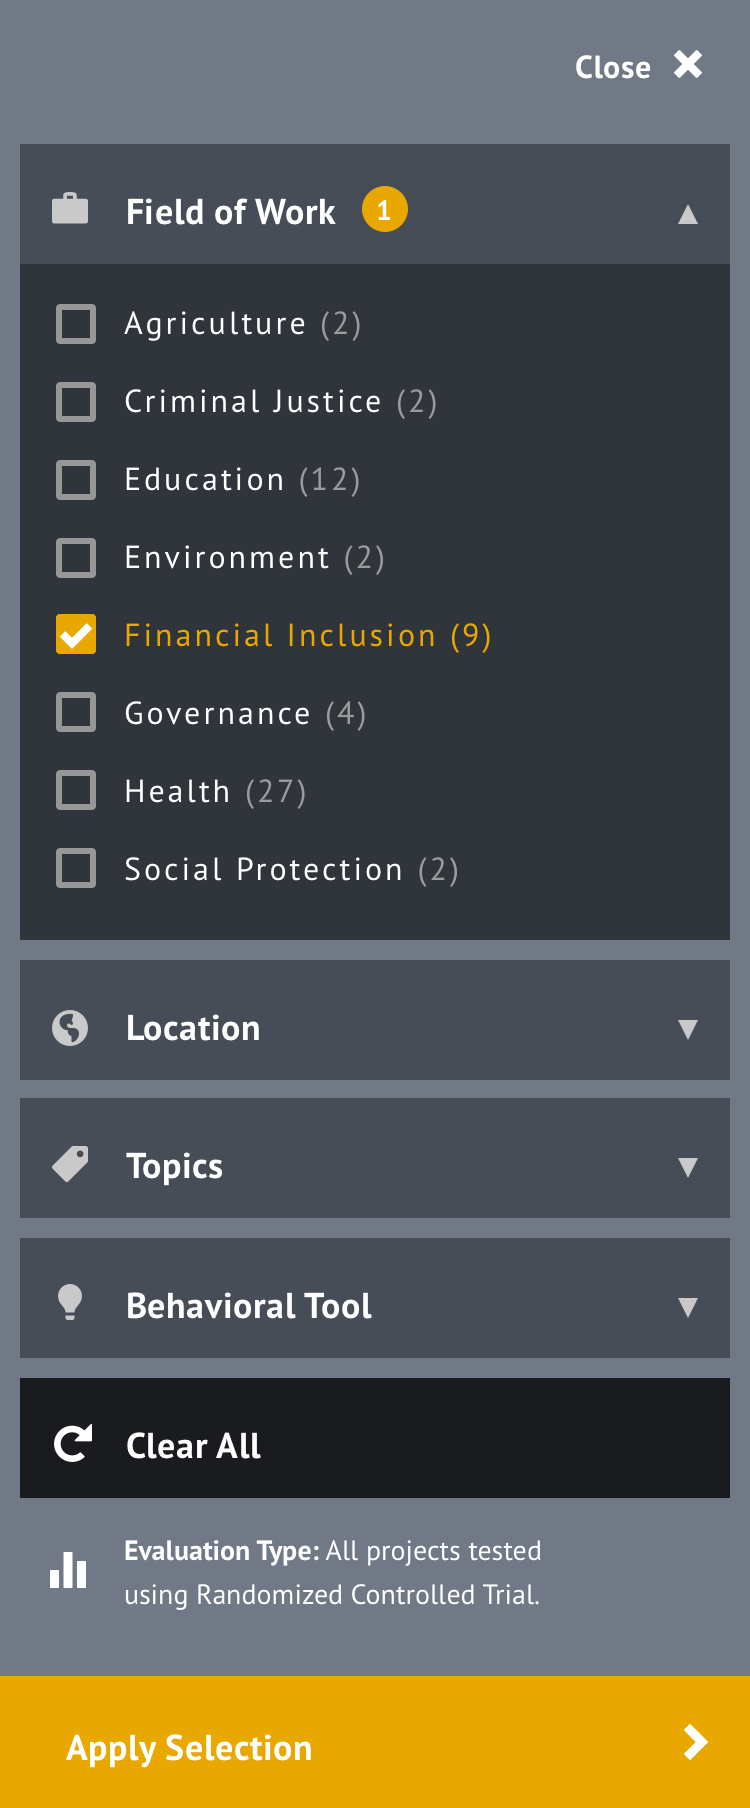 Close
Field of Work 1
Agriculture (2)
Criminal Justice (2)
Education (12)
Environment (2)
Financial Inclusion (9)
Governance (4)
Health (27)
Social Protection (2)
Location
Topics
Behavioral Tool
Clear All
Evaluation Type: All projects tested
using Randomized Controlled Trial.
Apply Selection